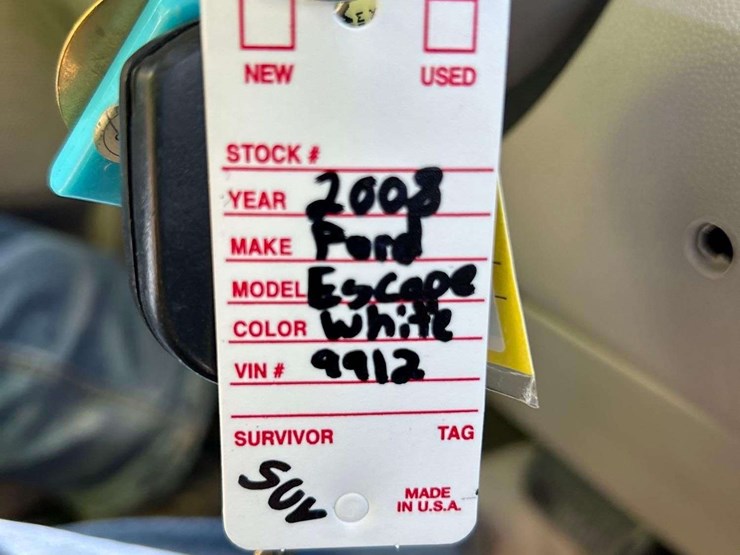 NEW USED
STOCK #
YEAR 2008
MAKE Ford
MODEL Escape
COLOR White
VIN # 9912
SURVIVOR TAG
SUV
MADE
IN U.S.A.